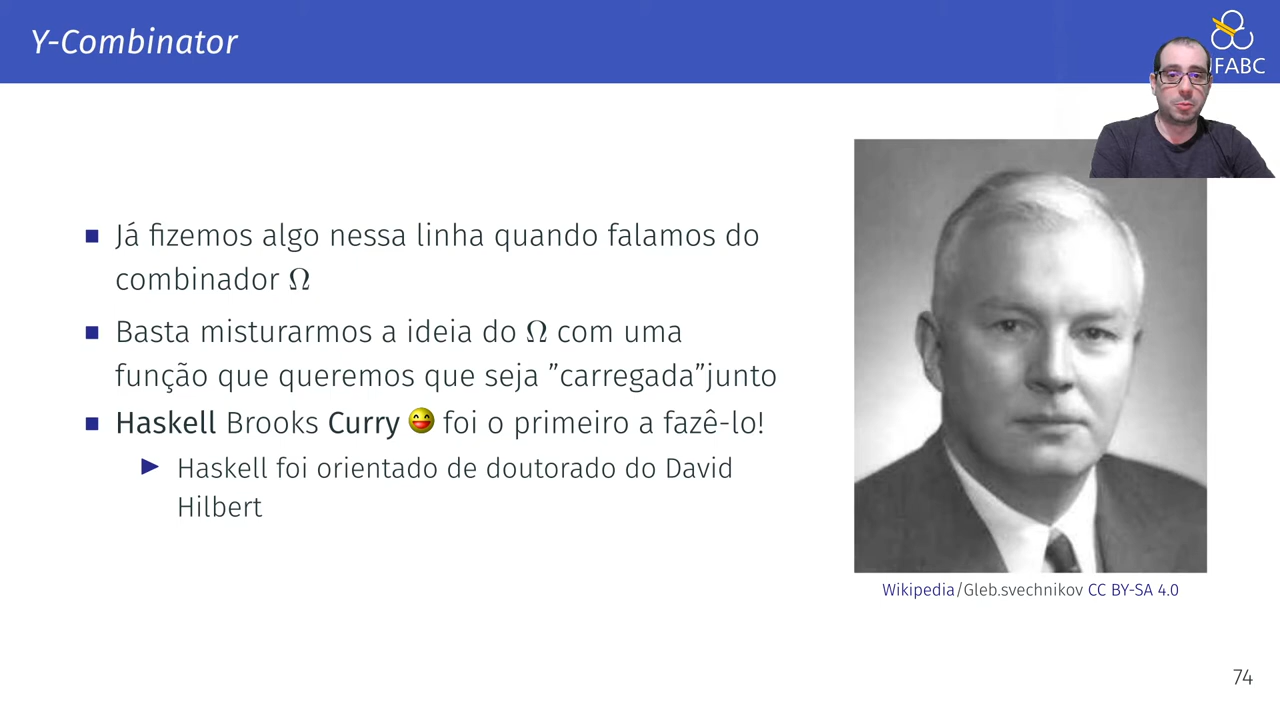 Y-Combinator
FABC
Já fizemos algo nessa linha quando falamos do
combinador Ω
Basta misturarmos a ideia do Ω com uma
função que queremos que seja ”carregada”junto
Haskell Brooks Curry 😄 foi o primeiro a fazê-lo!
Haskell foi orientado de doutorado do David
Hilbert
Wikipedia/Gleb.svechnikov CC BY-SA 4.0
74